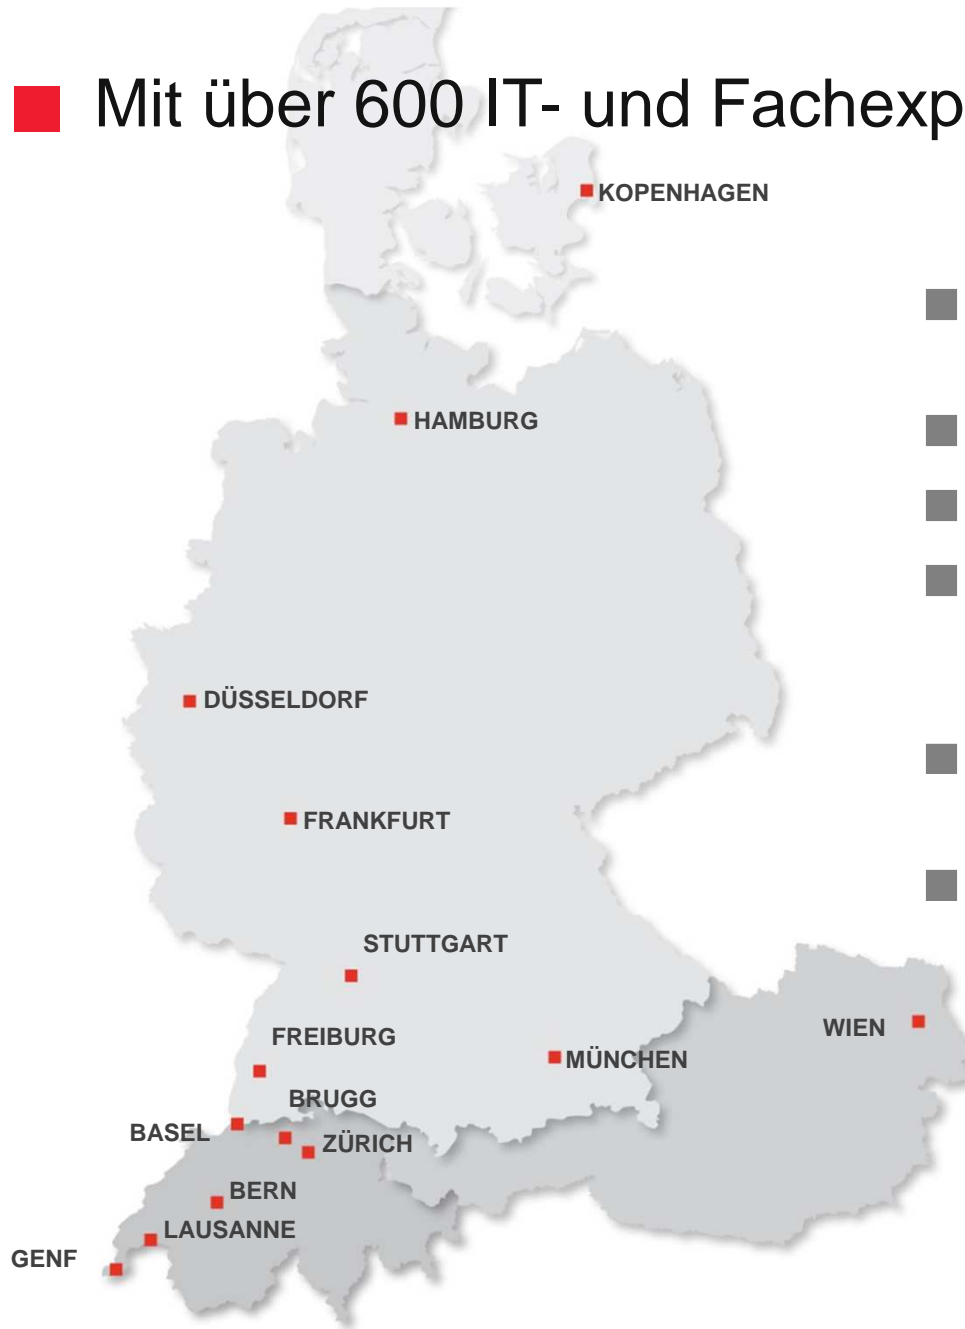 Mit über 600 IT- und Fachexp
KOPENHAGEN
HAMBURG
DÜSSELDORF
FRANKFURT
STUTTGART
WIEN
FREIBURG
MÜNCHEN
BRUGG
BASEL
ZÜRICH
BERN
LAUSANNE
GENF